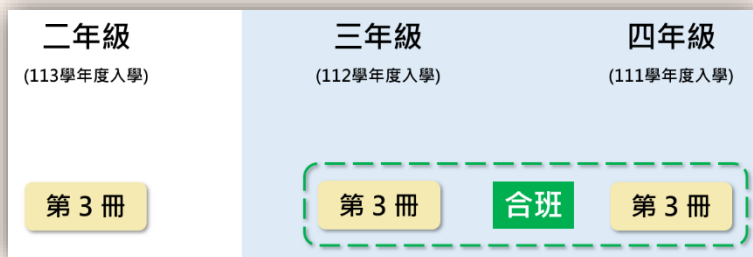 二年級
(113學年度入學)
三年級
(112學年度入學)
四年級
(111學年度入學)
第 3 冊
第 3 冊
合班
第 3 冊